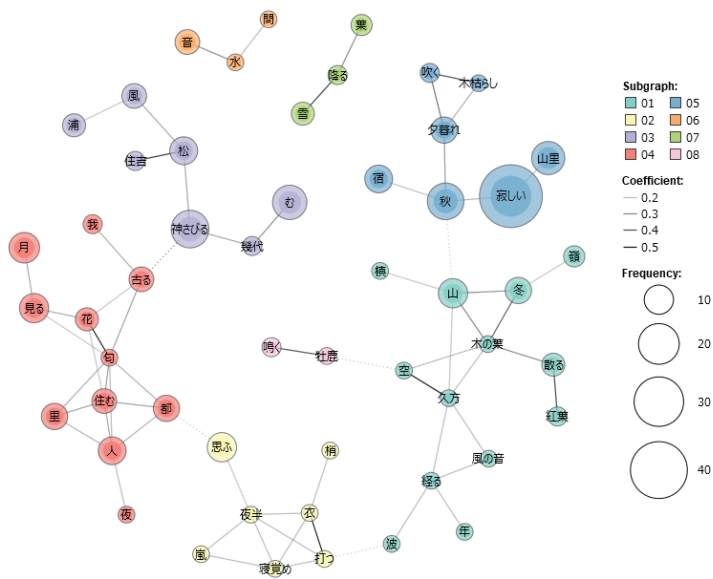 間
葉
音
水
降る
風
雪
浦
松
住吉
吹く
木枯らし
夕暮れ
山里
宿
秋
寂しい
む
神さびる
幾代
我
月
古る
見る
花
匂
里
住む
都
人
夜
嶺
槙
山
冬
鳴く
牡鹿
木の葉
空
散る
久方
紅葉
思ふ
梢
風の音
経る
夜半
衣
年
嵐
寝覚め
打つ
波
Subgraph:
01 05
02 06
03 07
04 08
Coefficient:
0.2
0.3
0.4
0.5
Frequency:
10
20
30
40